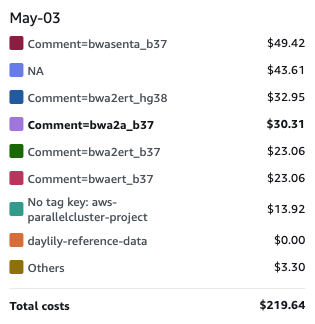 May-03
Comment=bwasenta_b37 $49.42
NA $43.61
Comment=bwa2ert_hg38 $32.95
Comment=bwa2a_b37 $30.31
Comment=bwa2ert_b37 $23.06
Comment=bwaert_b37 $23.06
No tag key: aws-
parallelcluster-project $13.92
daylily-reference-data $0.00
Others $3.30
Total costs $219.64